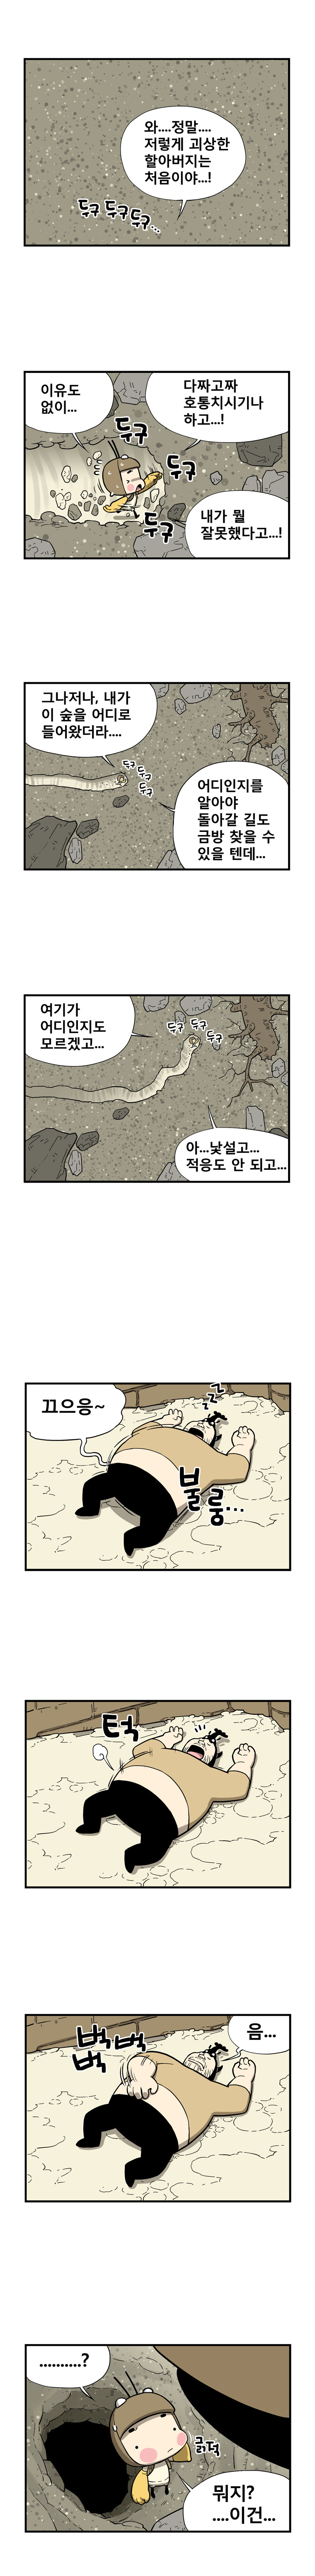 와....정말....
저렇게 괴상한
할아버지는
처음이야...!
두구 두구 두구...
이유도
없이...
다짜고짜
호통치시기나
하고...!
두구
두구
두구
내가 뭘
잘못했다고...!
그나저나, 내가
이 숲을 어디로
들어왔더라....
두구
두구
두구
어디인지를
알아야
돌아갈 길도
금방 찾을 수
있을 텐데...
여기가
어디인지도
모르겠고...
두구 두구 두구
아...낯설고...
적응도 안 되고...
끄으응~
불룽...
턱
벅 벅
벅
음...
..........?
긁적
뭐지?
....이건...